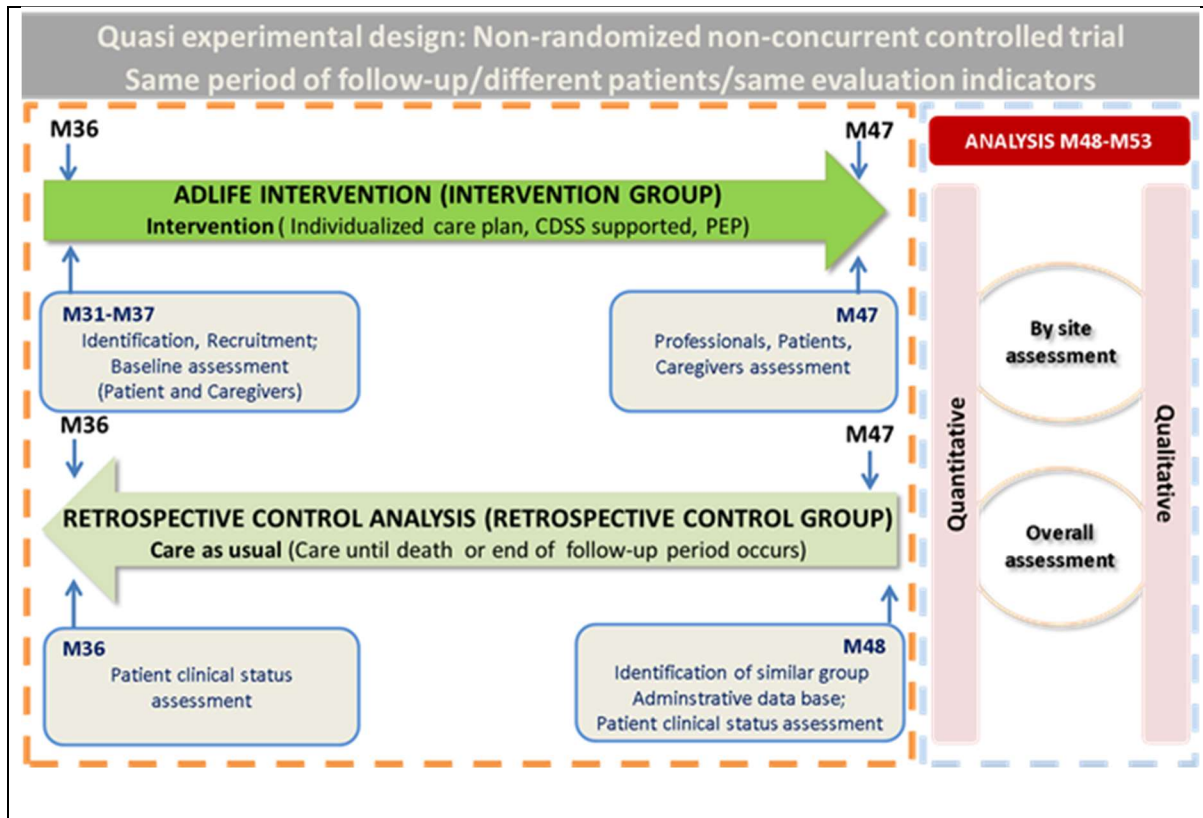 Quasi experimental design: Non-randomized non-concurrent controlled trial
Same period of follow-up/different patients/same evaluation indicators
M36
M47
ADLIFE INTERVENTION (INTERVENTION GROUP)
Intervention ( Individualized care plan, CDSS supported, PEP)
M31-M37
Identification, Recruitment;
Baseline assessment
(Patient and Caregivers)
M47
Professionals, Patients,
Caregivers assessment
M36
M47
RETROSPECTIVE CONTROL ANALYSIS (RETROSPECTIVE CONTROL GROUP)
Care as usual (Care until death or end of follow-up period occurs)
M36
Patient clinical status
assessment
M48
Identification of similar group
Adminstrative data base;
Patient clinical status assessment
ANALYSIS M48-M53
Quantitative
By site
assessment
Overall
assessment
Qualitative